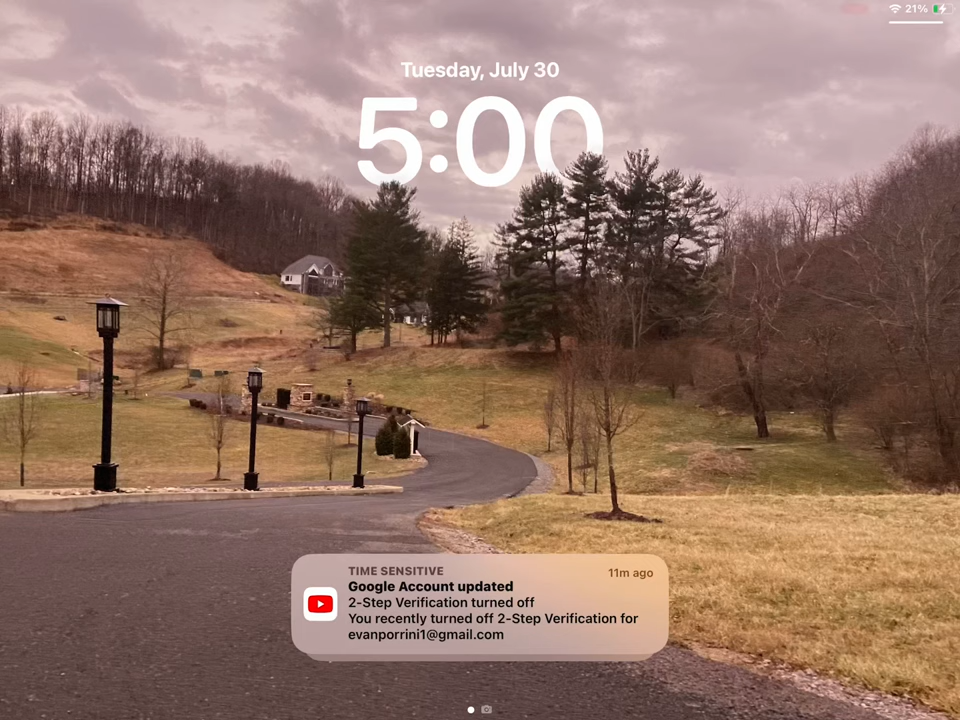 21%
Tuesday, July 30
5:00
TIME SENSITIVE
11m ago
Google Account updated
2-Step Verification turned off
You recently turned off 2-Step Verification for
evanporrini1@gmail.com